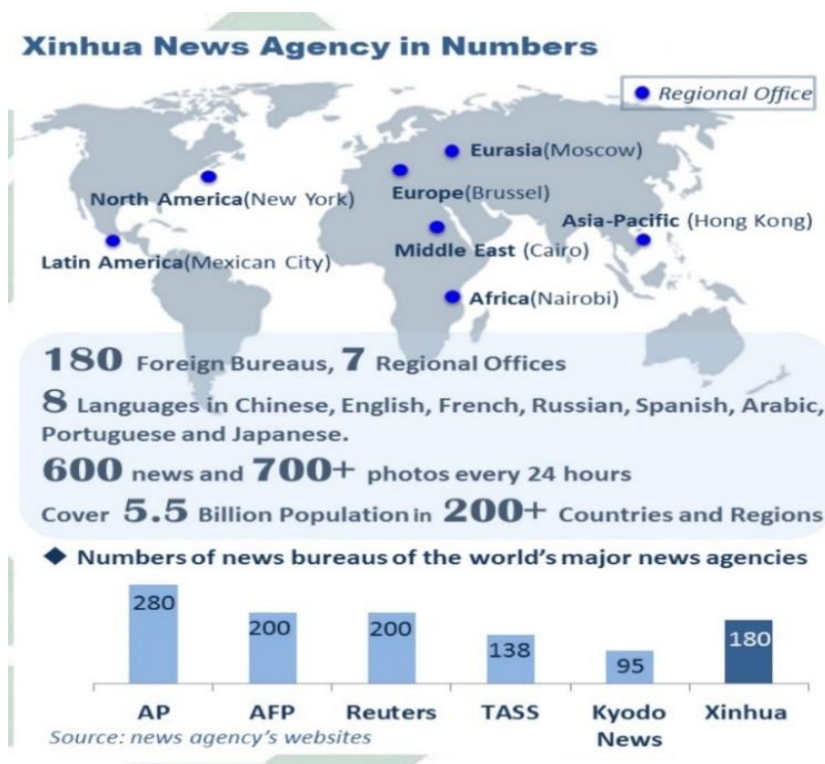 Xinhua News Agency in Numbers
Regional Office
Eurasia(Moscow)
North America(New York)
Europe(Brussel)
Asia-Pacific (Hong Kong)
Latin America(Mexican City)
Middle East (Cairo)
Africa(Nairobi)
180 Foreign Bureaus, 7 Regional Offices
8 Languages in Chinese, English, French, Russian, Spanish, Arabic,
Portuguese and Japanese.
600 news and 700+ photos every 24 hours
Cover 5.5 Billion Population in 200+ Countries and Regions
◆ Numbers of news bureaus of the world's major news agencies
280
200
200
138
95
180
AP
AFP
Reuters
TASS
Kyodo
News
Xinhua
Source: news agency's websites